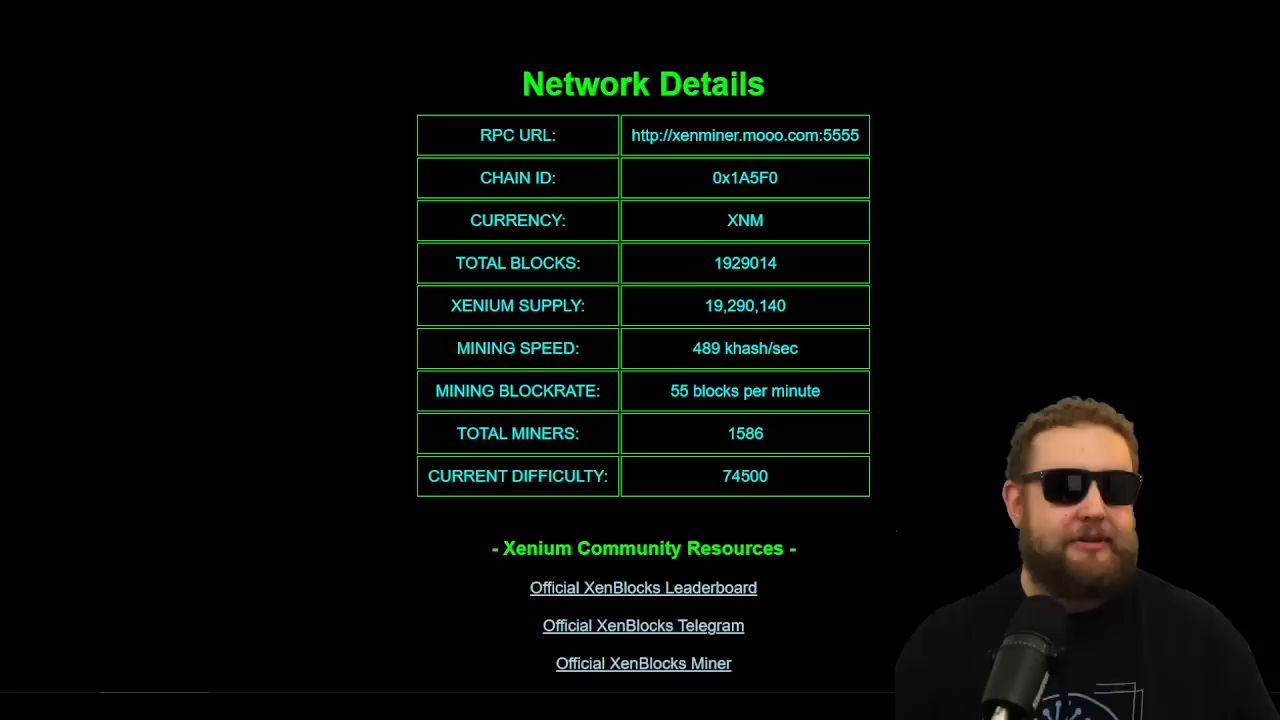 Network Details
RPC URL: http://xenminer.mooo.com:5555
CHAIN ID: 0x1A5F0
CURRENCY: XNM
TOTAL BLOCKS: 1929014
XENIUM SUPPLY: 19,290,140
MINING SPEED: 489 khash/sec
MINING BLOCKRATE: 55 blocks per minute
TOTAL MINERS: 1586
CURRENT DIFFICULTY: 74500
- Xenium Community Resources -
Official XenBlocks Leaderboard
Official XenBlocks Telegram
Official XenBlocks Miner